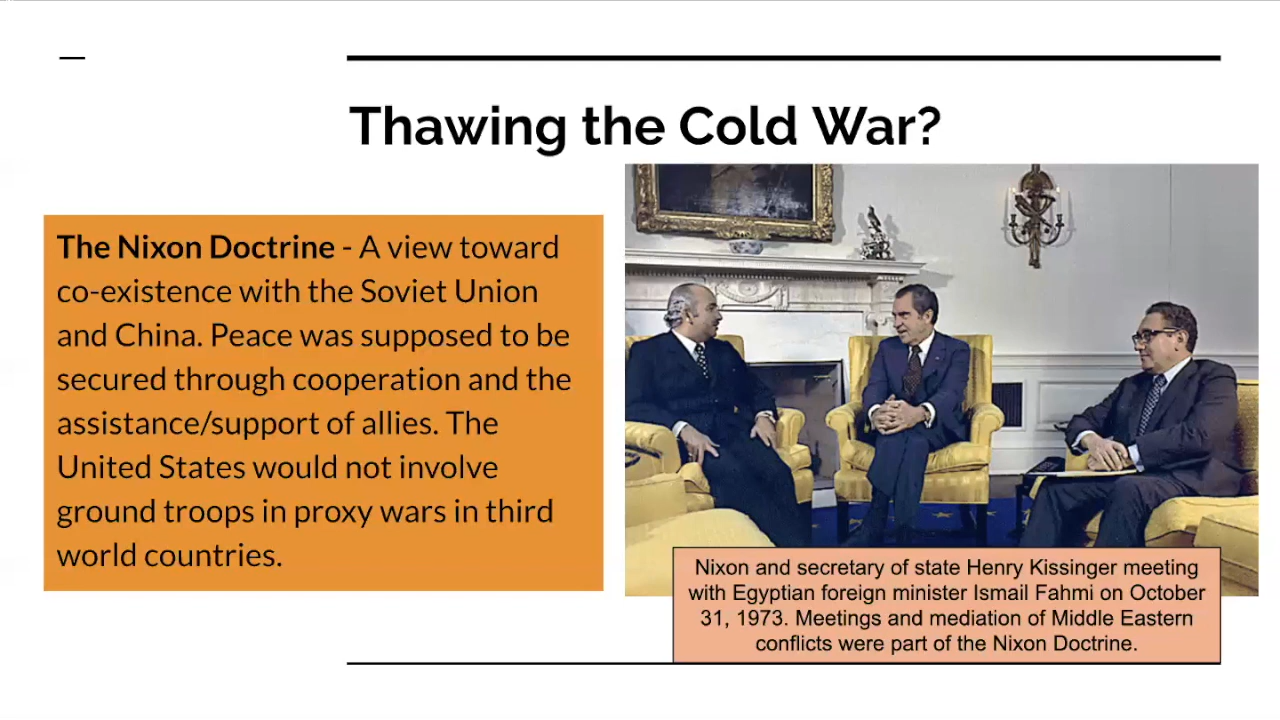 Thawing the Cold War?
The Nixon Doctrine - A view toward
co-existence with the Soviet Union
and China. Peace was supposed to be
secured through cooperation and the
assistance/support of allies. The
United States would not involve
ground troops in proxy wars in third
world countries.
Nixon and secretary of state Henry Kissinger meeting
with Egyptian foreign minister Ismail Fahmi on October
31, 1973. Meetings and mediation of Middle Eastern
conflicts were part of the Nixon Doctrine.